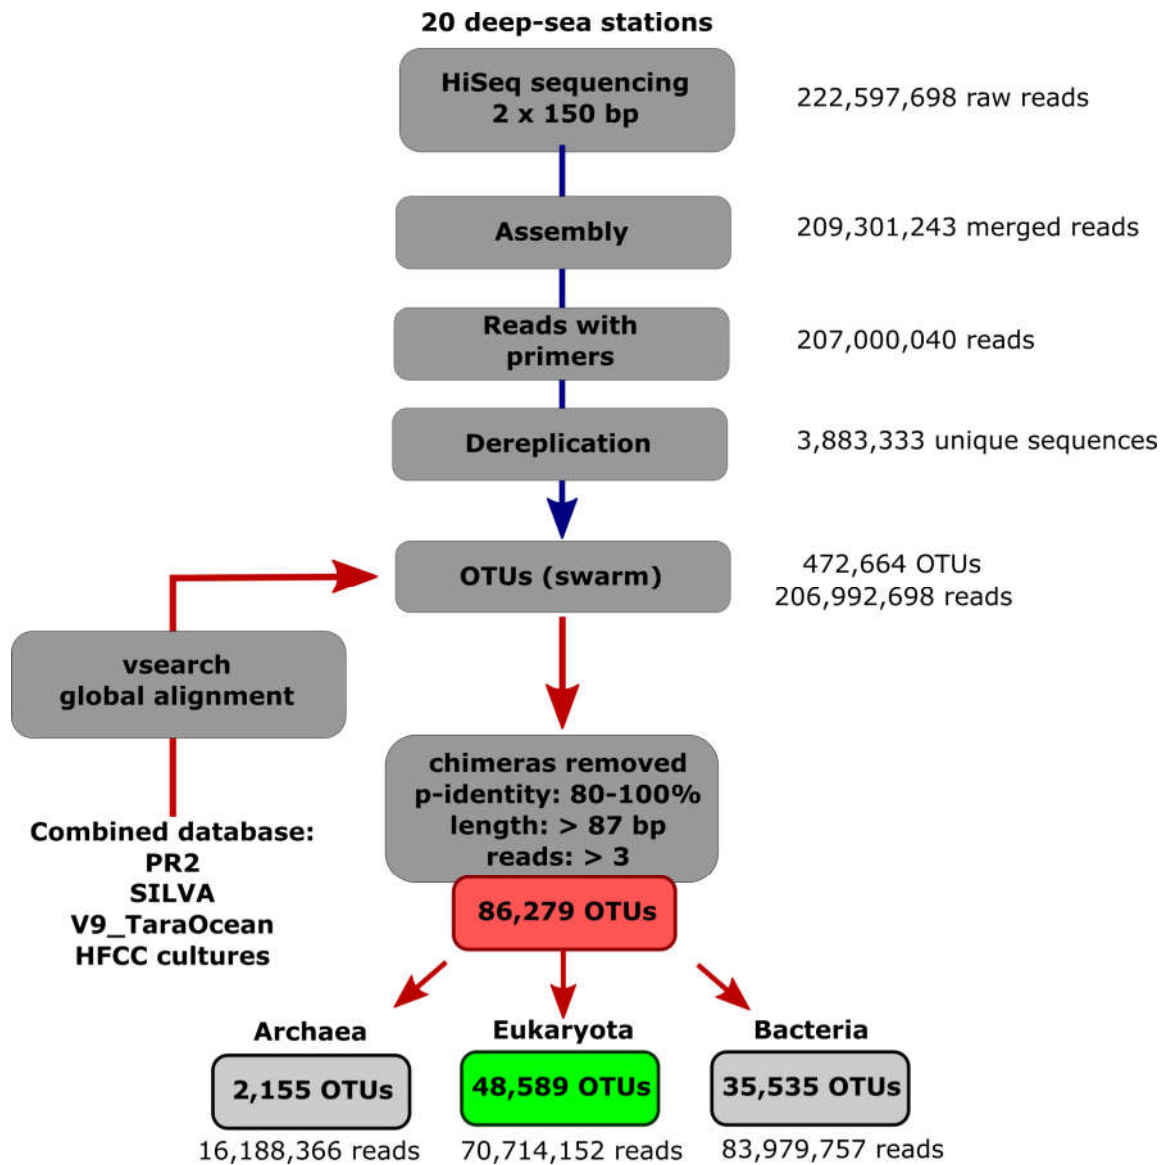 20 deep-sea stations
HiSeq sequencing
2 x 150 bp
222,597,698 raw reads
Assembly
209,301,243 merged reads
Reads with
primers
207,000,040 reads
Dereplication
3,883,333 unique sequences
OTUs (swarm)
472,664 OTUs
206,992,698 reads
vsearch
global alignment
Combined database:
PR2
SILVA
V9_TaraOcean
HFCC cultures
chimeras removed
p-identity: 80-100%
length: > 87 bp
reads: > 3
86,279 OTUs
Archaea
2,155 OTUs
16,188,366 reads
Eukaryota
48,589 OTUs
70,714,152 reads
Bacteria
35,535 OTUs
83,979,757 reads